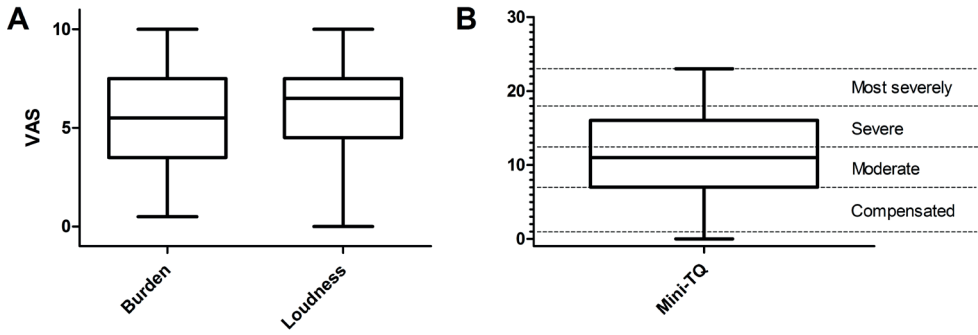 A
VAS
10
5
0
Burden
Loudness
B
30
20
10
0
Most severely
Severe
Moderate
Compensated
Mini-TQ